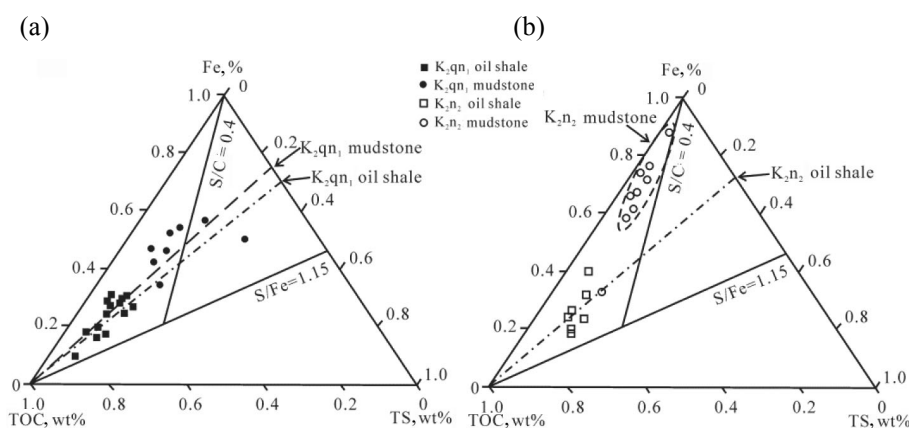 (a)
(b)
Fe, %
0
1.0
0.8
0.6
0.4
0.2
0
S/C=0.4
0.2
K₂qn₁ mudstone
K₂qn₁ oil shale
0.4
0.6
S/Fe=1.15
0.8
1.0
1.0
0.8
0.6
0.4
0.2
0
TOC, wt%
TS, wt%
K₂qn₁ oil shale
K₂qn₁ mudstone
K₂n₂ oil shale
K₂n₂ mudstone
Fe, %
0
1.0
K₂n₂ mudstone
0.8
0.6
0.4
0.2
0
S/C=0.4
0.2
K₂n₂ oil shale
0.4
0.6
S/Fe=1.15
0.8
1.0
1.0
0.8
0.6
0.4
0.2
0
TOC, wt%
TS, wt%